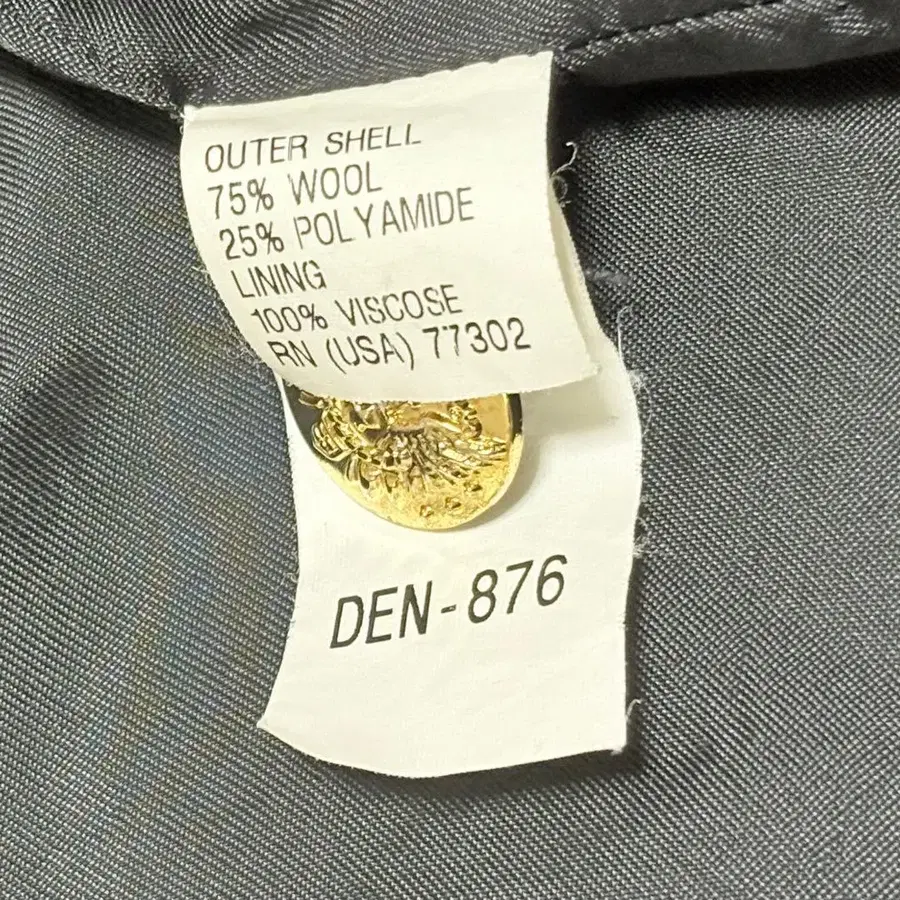 OUTER SHELL
75% WOOL
25% POLYAMIDE
LINING
100% VISCOSE
RN (USA) 77302
DEN-876